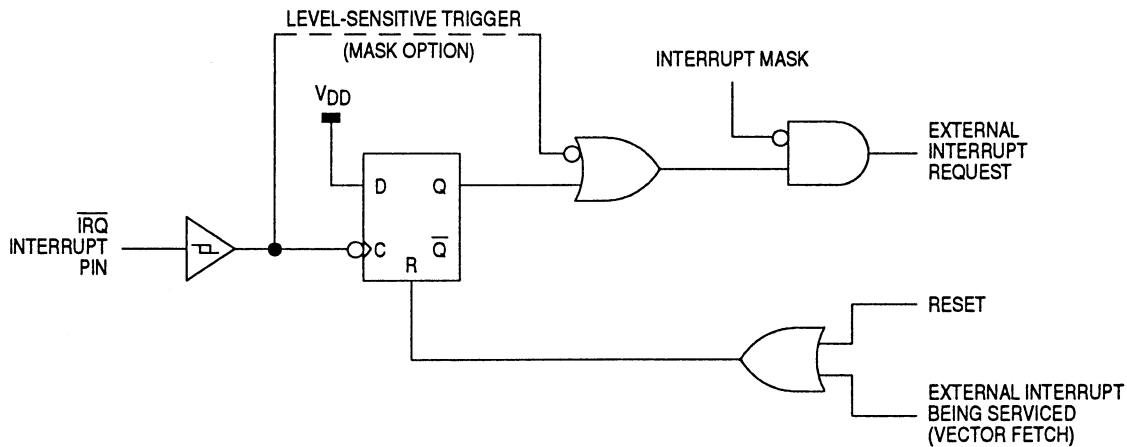 LEVEL-SENSITIVE TRIGGER
(MASK OPTION)
INTERRUPT MASK
VDD
EXTERNAL
INTERRUPT
REQUEST
D Q
IRQ
INTERRUPT
PIN
C Q
R
RESET
EXTERNAL INTERRUPT
BEING SERVICED
(VECTOR FETCH)